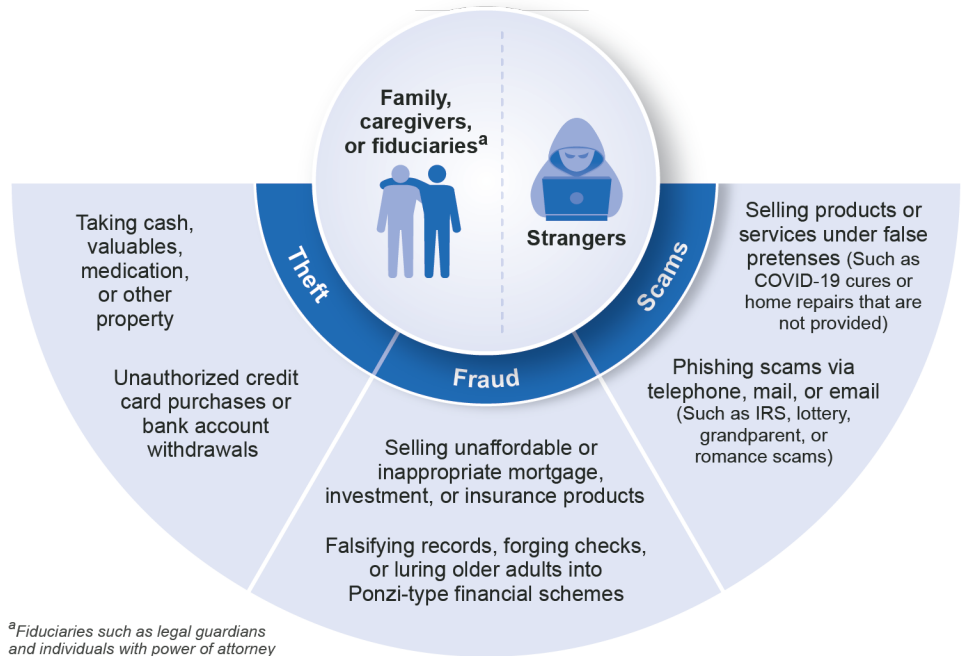 Family,
caregivers,
or fiduciariesᵃ
Strangers
Theft
Taking cash,
valuables,
medication,
or other
property
Unauthorized credit
card purchases or
bank account
withdrawals
Fraud
Selling unaffordable or
inappropriate mortgage,
investment, or insurance products
Falsifying records, forging checks,
or luring older adults into
Ponzi-type financial schemes
Scams
Selling products or
services under false
pretenses (Such as
COVID-19 cures or
home repairs that are
not provided)
Phishing scams via
telephone, mail, or email
(Such as IRS, lottery,
grandparent, or
romance scams)
ᵃFiduciaries such as legal guardians
and individuals with power of attorney